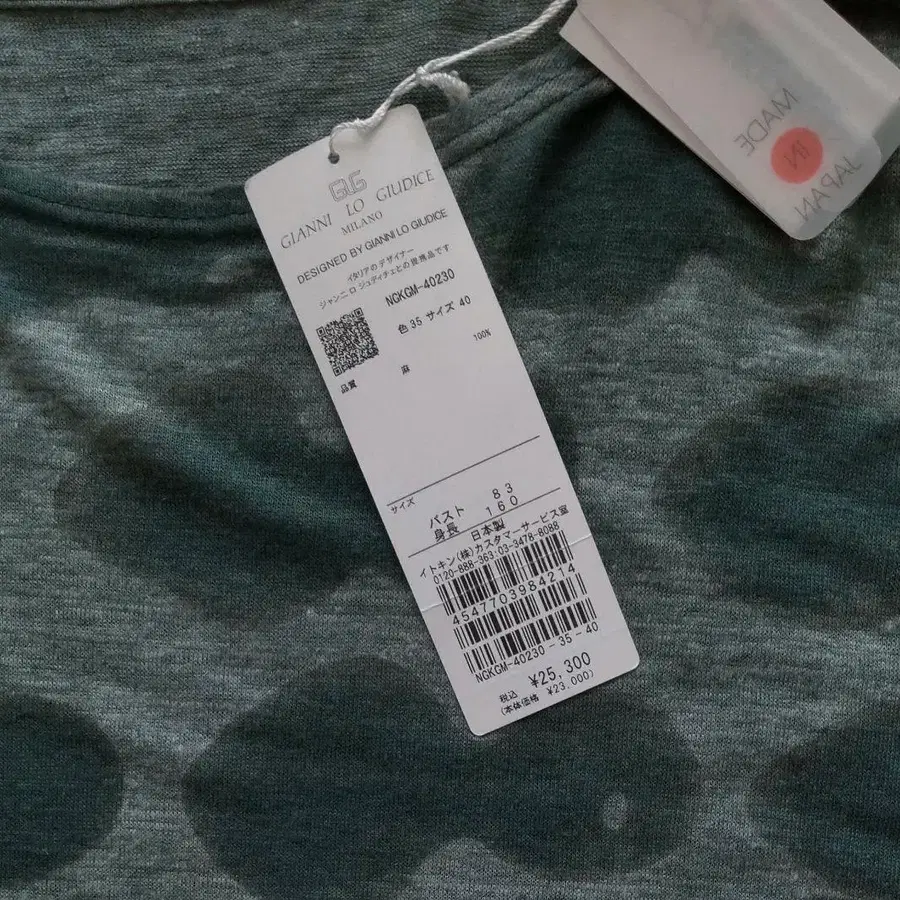 GLG
GIANNI LO GIUDICE
MILANO
DESIGNED BY GIANNI LO GIUDICE
イタリアのデザイナー
ジャンニ ロ ジュディチェとの提携品です
NGKGM-40230
色 35 サイズ 40
品質
麻 100%
サイズ
バスト 83
身長 160
日本製
イトキン(株)カスタマーサービス室
0120-888-363・03-3478-8088
4547703984214
NGKGM-40230-35-40
税込 ¥25,300
(本体価格 ¥23,000)
MADE
IN
JAPAN